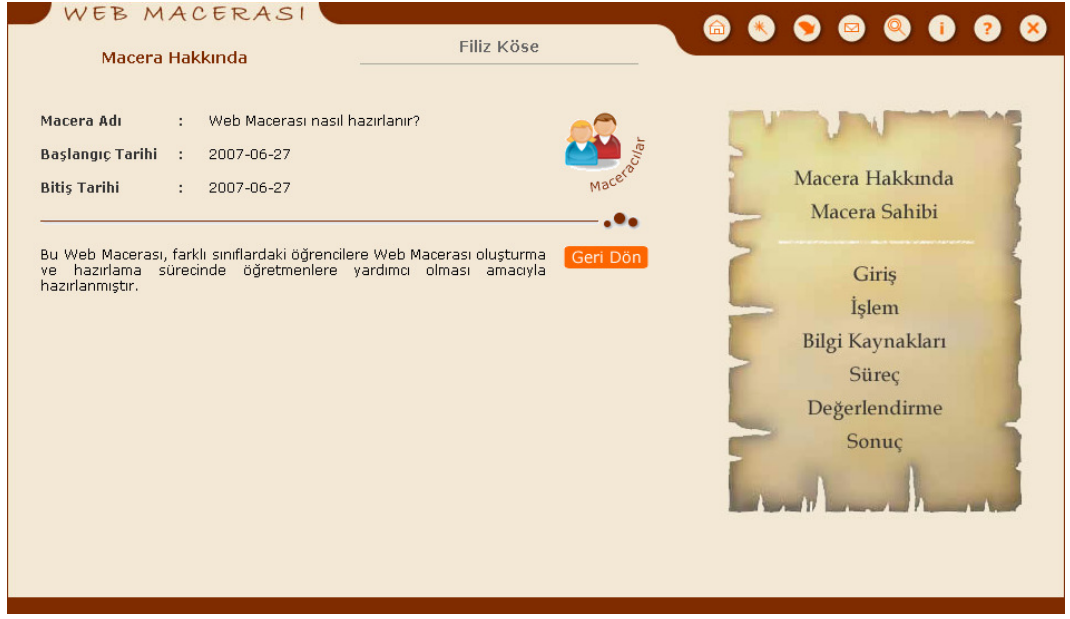 WEB MACERASI
Macera Hakkında
Filiz Köse
Macera Adı : Web Macerası nasıl hazırlanır?
Başlangıç Tarihi : 2007-06-27
Bitiş Tarihi : 2007-06-27
Maceracılar
Bu Web Macerası, farklı sınıflardaki öğrencilere Web Macerası oluşturma
ve hazırlama sürecinde öğretmenlere yardımcı olması amacıyla
hazırlanmıştır.
Geri Dön
Macera Hakkında
Macera Sahibi
Giriş
İşlem
Bilgi Kaynakları
Süreç
Değerlendirme
Sonuç